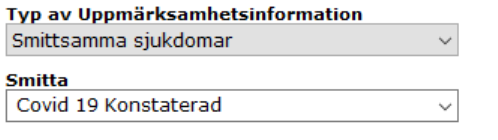 Typ av Uppmärksamhetsinformation
Smittsamma sjukdomar
Smitta
Covid 19 Konstaterad